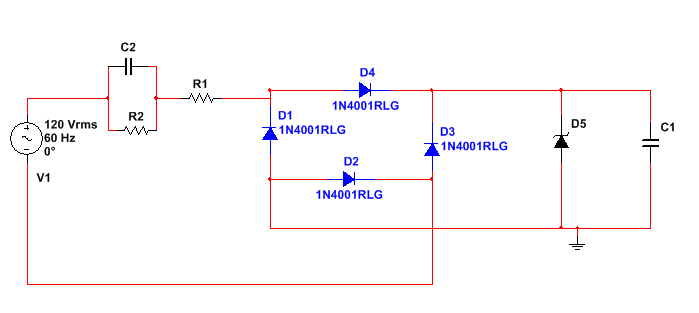 C2
R2
R1
D4
1N4001RLG
D1
1N4001RLG
D3
1N4001RLG
D2
1N4001RLG
D5
C1
120 Vrms
60 Hz
0°
V1